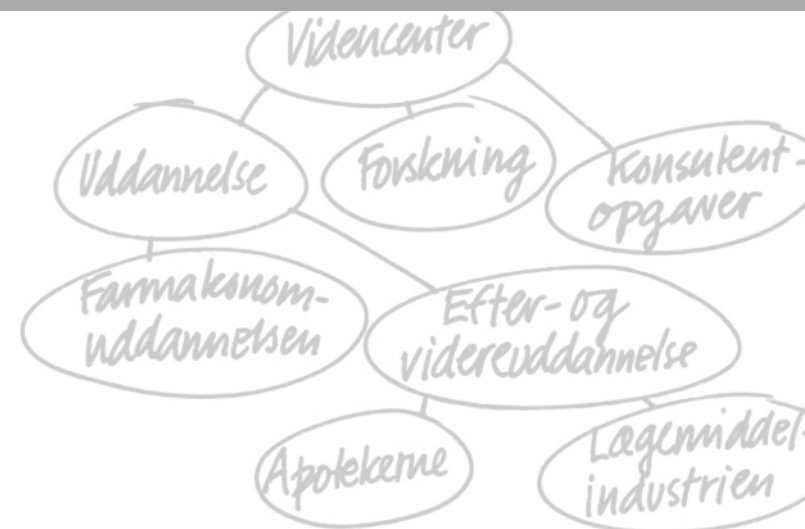 Videncenter
Uddannelse
Forskning
Konsulent-
opgaver
Farmakonom-
uddannelsen
Efter- og
videreuddannelse
Apotekerne
Lægemiddel-
industrien